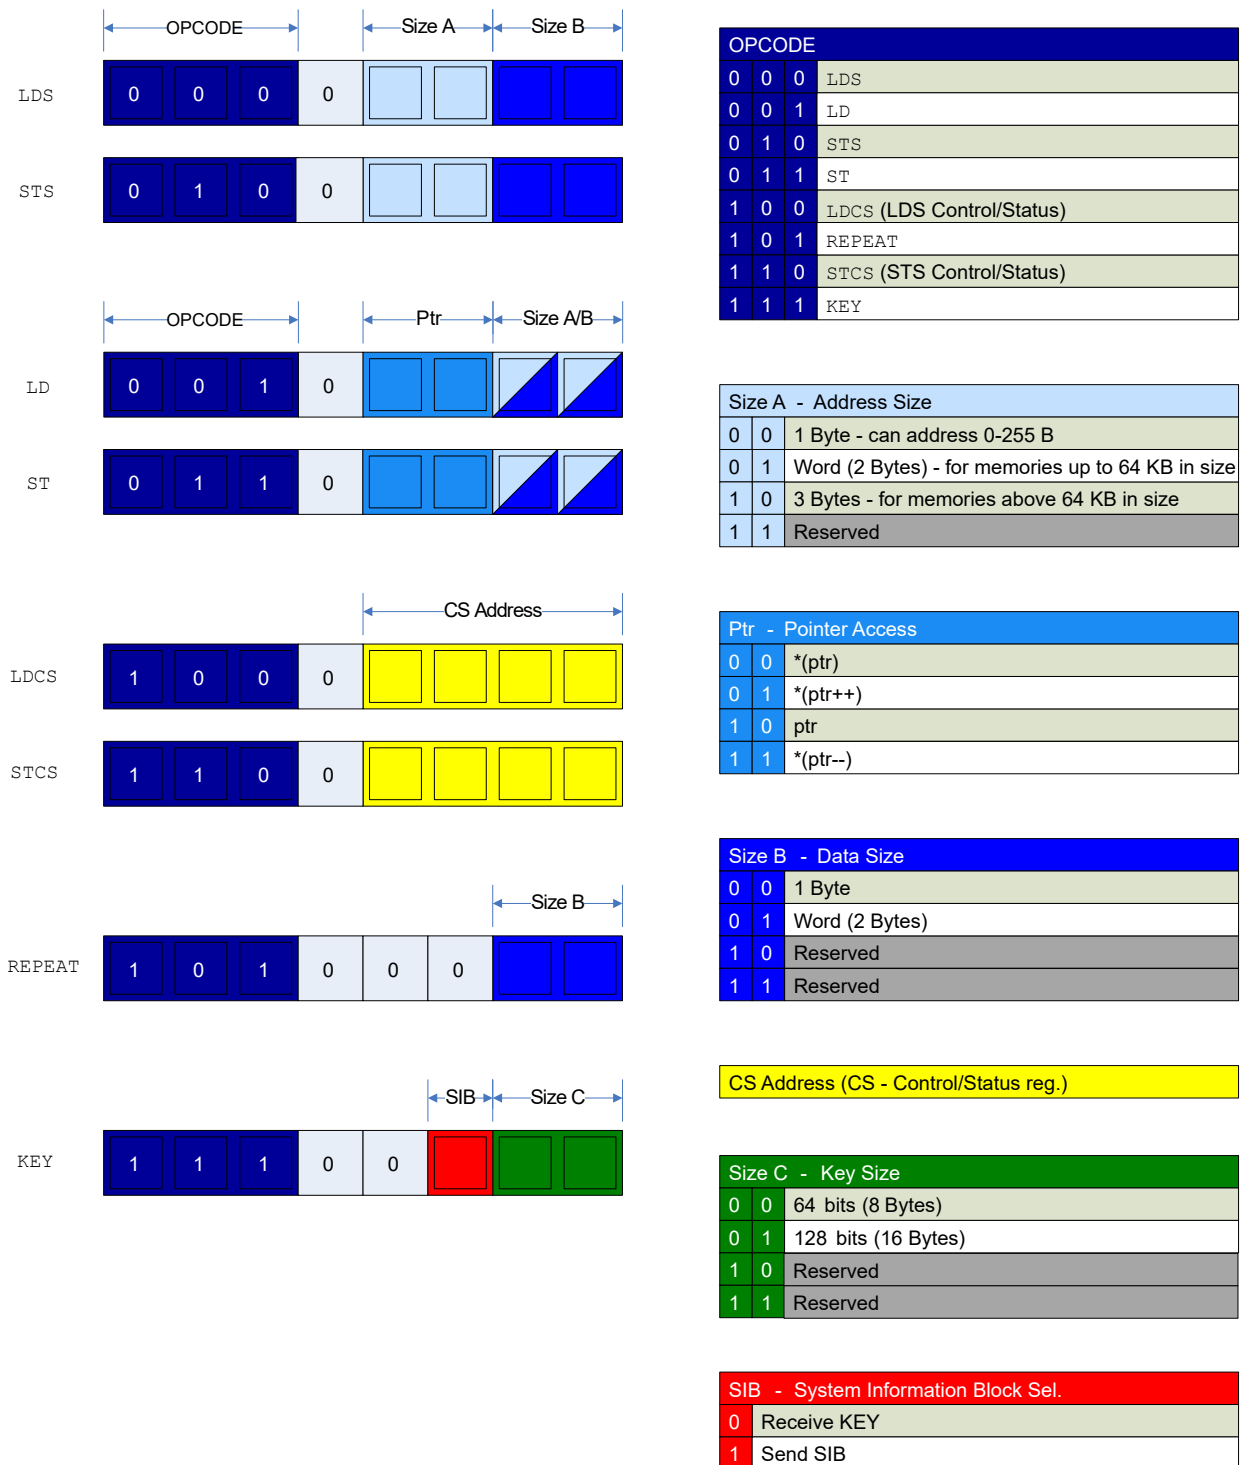 OPCODE Size A Size B
LDS 0 0 0 0
STS 0 1 0 0
OPCODE Ptr Size A/B
LD 0 0 1 0
ST 0 1 1 0
CS Address
LDCS 1 0 0 0
STCS 1 1 0 0
Size B
REPEAT 1 0 1 0 0 0
SIB Size C
KEY 1 1 1 0 0
OPCODE
0 0 0 LDS
0 0 1 LD
0 1 0 STS
0 1 1 ST
1 0 0 LDCS (LDS Control/Status)
1 0 1 REPEAT
1 1 0 STCS (STS Control/Status)
1 1 1 KEY
Size A - Address Size
0 0 1 Byte - can address 0-255 B
0 1 Word (2 Bytes) - for memories up to 64 KB in size
1 0 3 Bytes - for memories above 64 KB in size
1 1 Reserved
Ptr - Pointer Access
0 0 *(ptr)
0 1 *(ptr++)
1 0 ptr
1 1 *(ptr--)
Size B - Data Size
0 0 1 Byte
0 1 Word (2 Bytes)
1 0 Reserved
1 1 Reserved
CS Address (CS - Control/Status reg.)
Size C - Key Size
0 0 64 bits (8 Bytes)
0 1 128 bits (16 Bytes)
1 0 Reserved
1 1 Reserved
SIB - System Information Block Sel.
0 Receive KEY
1 Send SIB